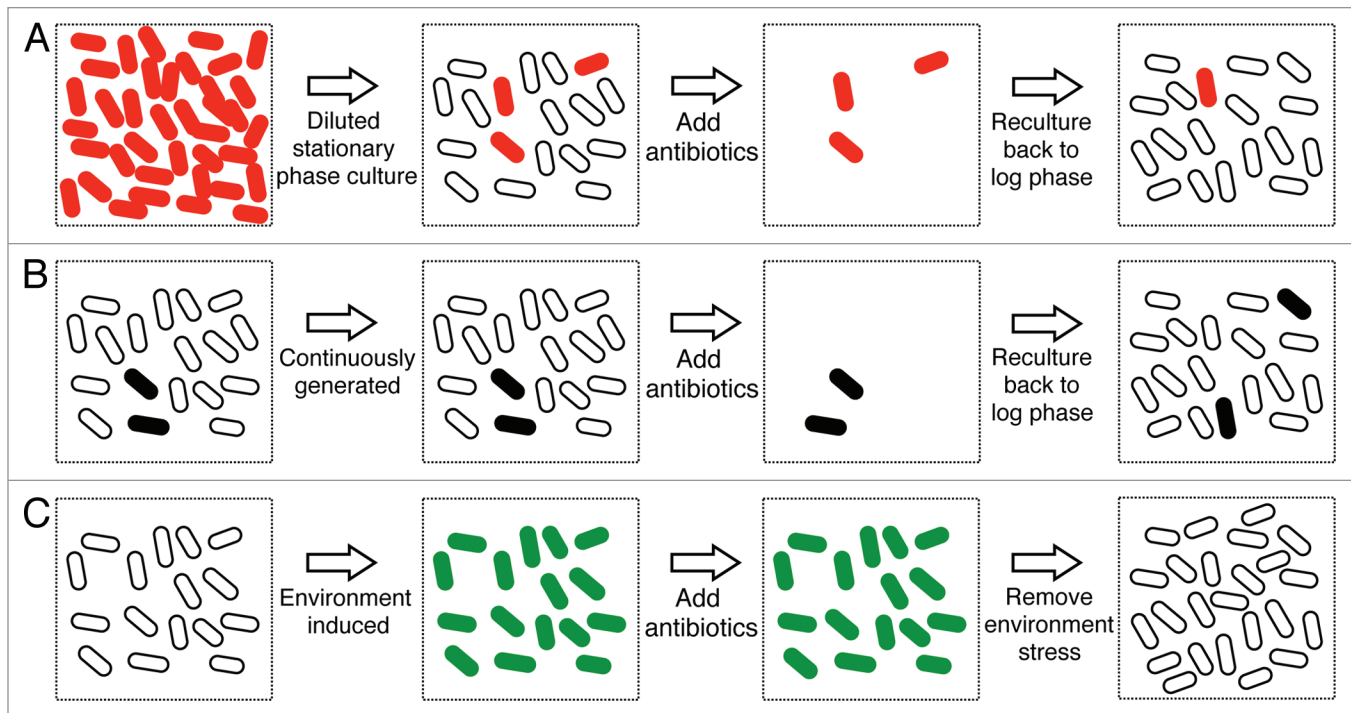 A
Diluted
stationary
phase culture
Add
antibiotics
Reculture
back to
log phase
B
Continuously
generated
Add
antibiotics
Reculture
back to
log phase
C
Environment
induced
Add
antibiotics
Remove
environment
stress